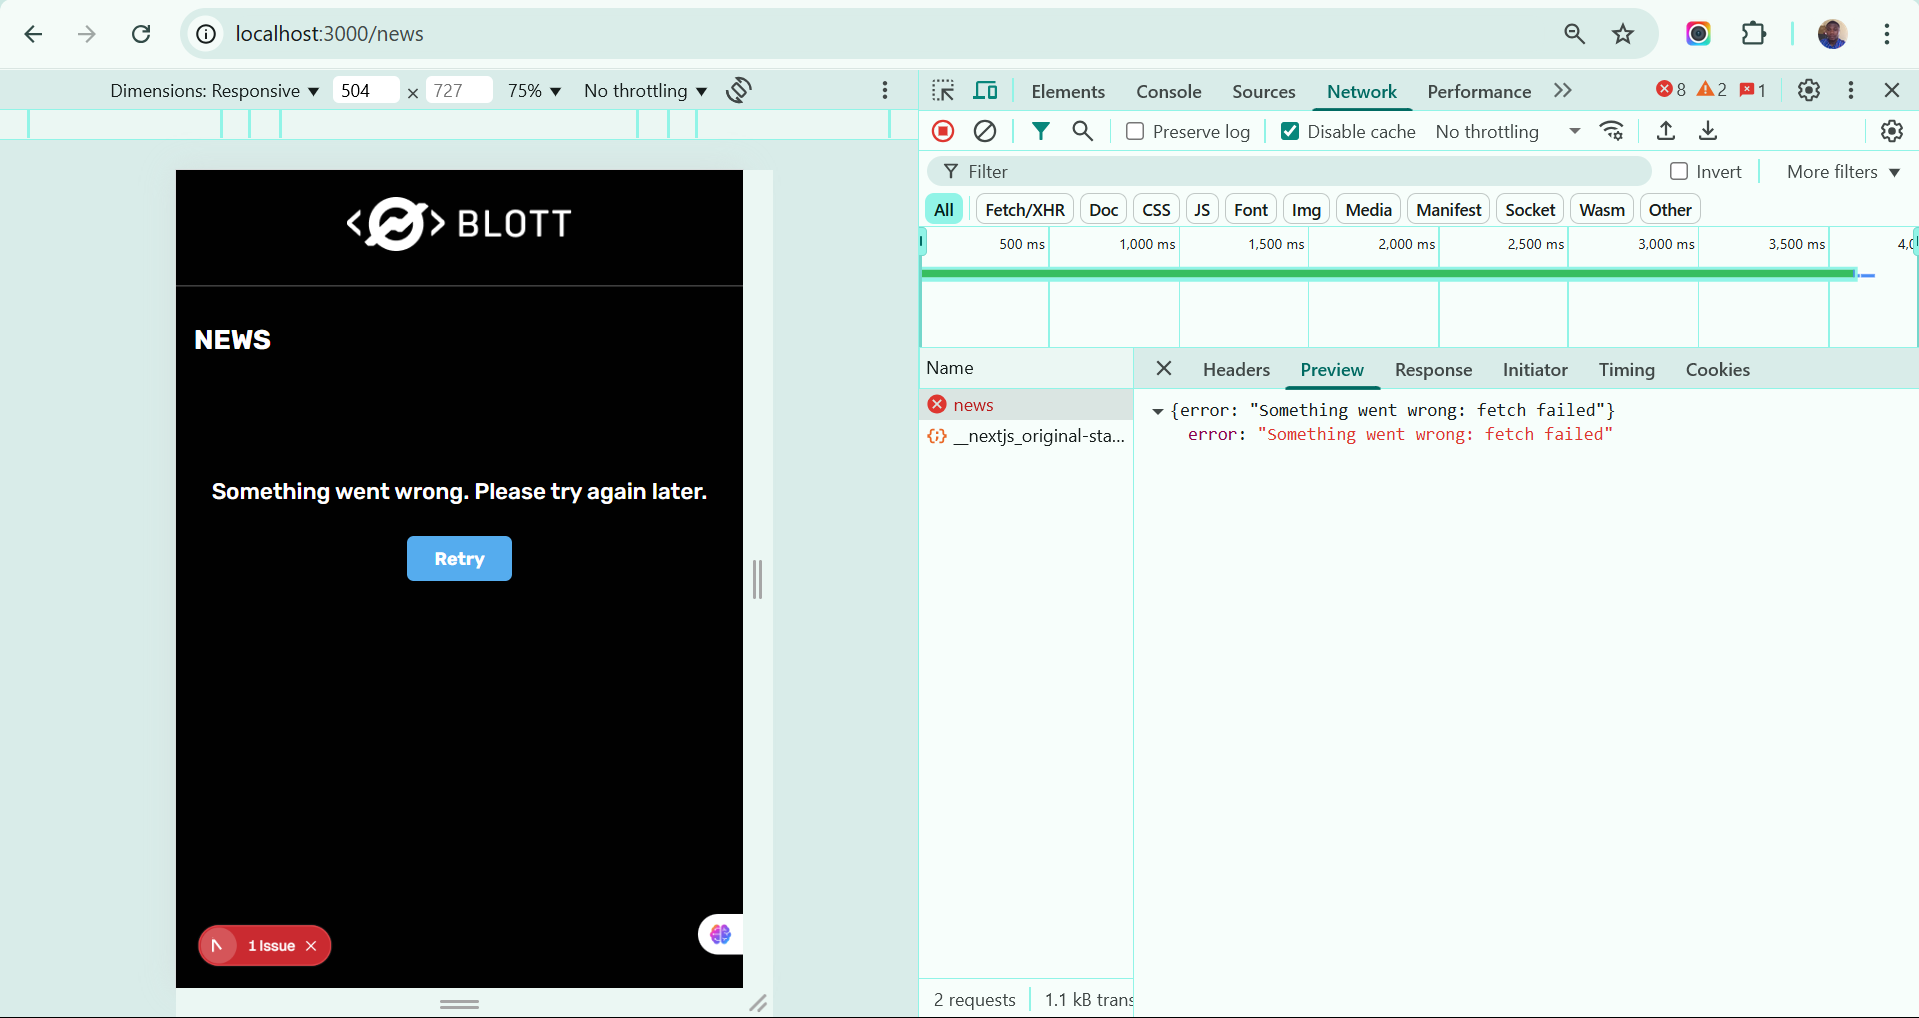 localhost:3000/news
Dimensions: Responsive ▼ 504 × 727 75% ▼ No throttling ▼
Elements Console Sources Network Performance 8 2 1
Preserve log Disable cache No throttling
Filter Invert More filters ▼
All Fetch/XHR Doc CSS JS Font Img Media Manifest Socket Wasm Other
500 ms 1,000 ms 1,500 ms 2,000 ms 2,500 ms 3,000 ms 3,500 ms 4,0
Name
Headers Preview Response Initiator Timing Cookies
news
__nextjs_original-sta...
{error: "Something went wrong: fetch failed"}
error: "Something went wrong: fetch failed"
2 requests 1.1 kB trans
BLOTT
NEWS
Something went wrong. Please try again later.
Retry
1 Issue